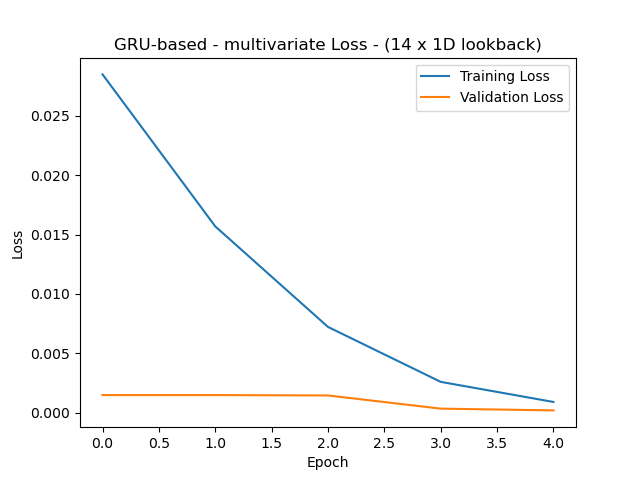 GRU-based - multivariate Loss - (14 x 1D lookback)
Training Loss
Validation Loss
Loss
0.025
0.020
0.015
0.010
0.005
0.000
0.0 0.5 1.0 1.5 2.0 2.5 3.0 3.5 4.0
Epoch